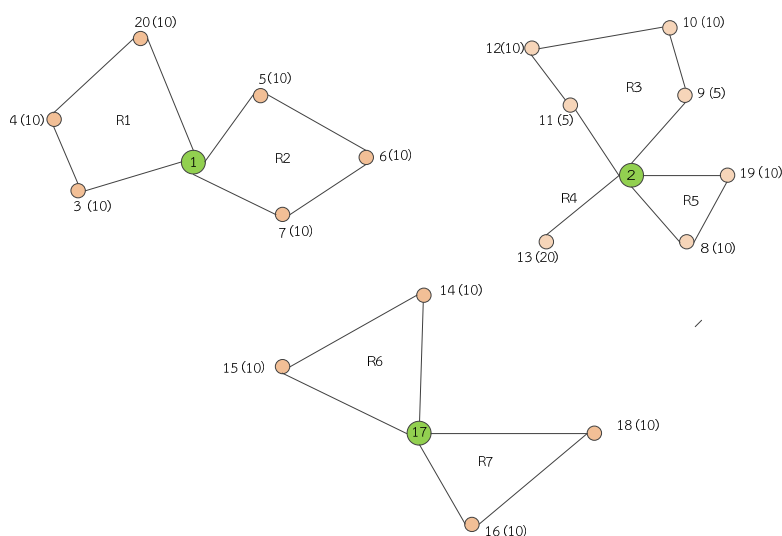 20 (10)
4 (10)
R1
3 (10)
1
5 (10)
R2
6 (10)
7 (10)
10 (10)
12(10)
R3
9 (5)
11 (5)
2
19 (10)
R4
R5
13 (20)
8 (10)
14 (10)
15 (10)
R6
17
18 (10)
R7
16 (10)